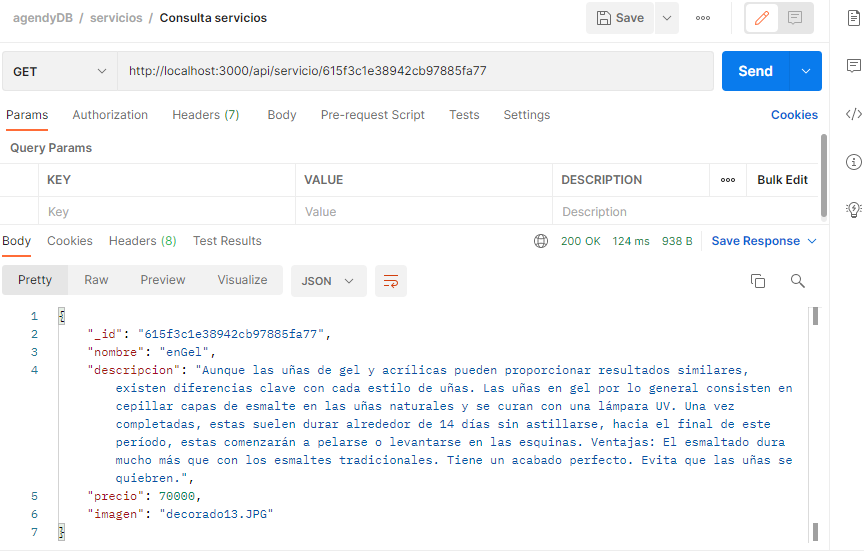 agendyDB / servicios / Consulta servicios
Save
GET
http://localhost:3000/api/servicio/615f3c1e38942cb97885fa77
Send
Params Authorization Headers (7) Body Pre-request Script Tests Settings Cookies
Query Params
KEY VALUE DESCRIPTION Bulk Edit
Key Value Description
Body Cookies Headers (8) Test Results 200 OK 124 ms 938 B Save Response
Pretty Raw Preview Visualize JSON
1 {
2 "_id": "615f3c1e38942cb97885fa77",
3 "nombre": "enGel",
4 "descripcion": "Aunque las uñas de gel y acrílicas pueden proporcionar resultados similares,
existen diferencias clave con cada estilo de uñas. Las uñas en gel por lo general consisten en
cepillar capas de esmalte en las uñas naturales y se curan con una lámpara UV. Una vez
completadas, estas suelen durar alrededor de 14 días sin astillarse, hacia el final de este
período, estas comenzarán a pelarse o levantarse en las esquinas. Ventajas: El esmaltado dura
mucho más que con los esmaltes tradicionales. Tiene un acabado perfecto. Evita que las uñas se
quiebren.",
5 "precio": 70000,
6 "imagen": "decorado13.JPG"
7 }